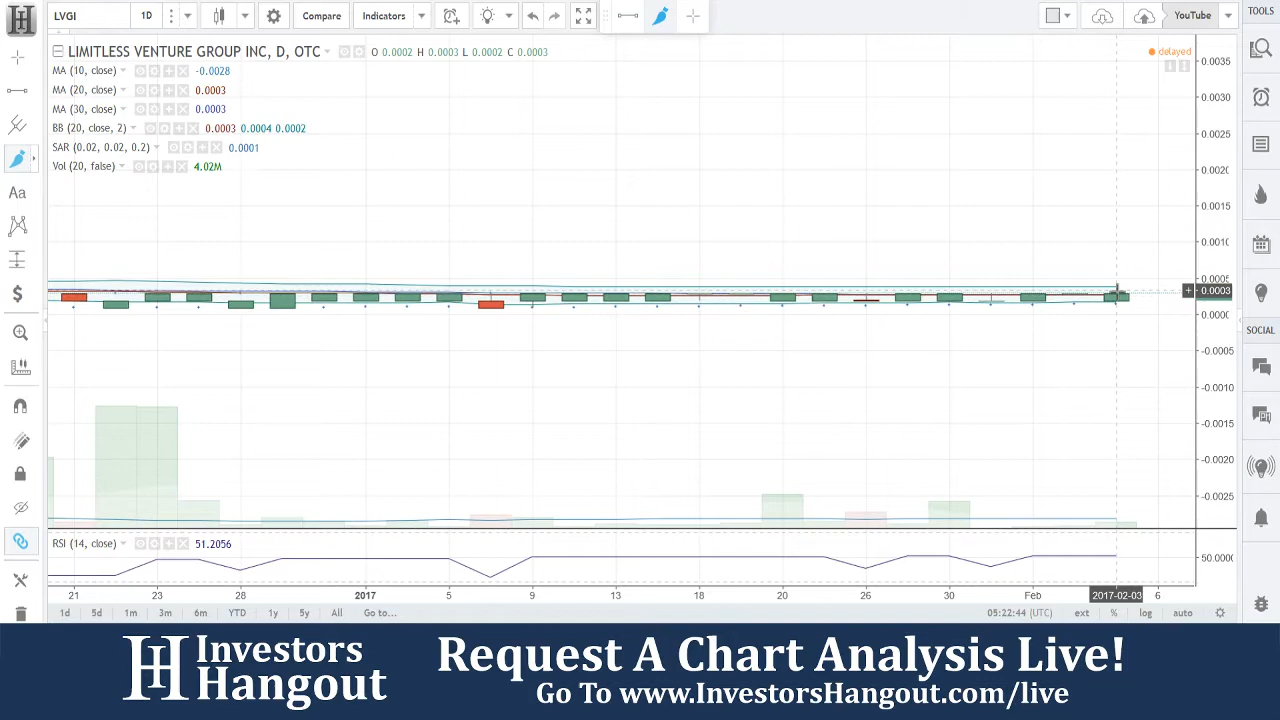 LVGI 1D Compare Indicators YouTube TOOLS
LIMITLESS VENTURE GROUP INC, D, OTC O 0.0002 H 0.0003 L 0.0002 C 0.0003
delayed
MA (10, close) -0.0028
MA (20, close) 0.0003
MA (30, close) 0.0003
BB (20, close, 2) 0.0003 0.0004 0.0002
SAR (0.02, 0.02, 0.2) 0.0001
Vol (20, false) 4.02M
0.0035
0.0030
0.0025
0.0020
0.0015
0.0010
0.0005
0.0003
0.0000
-0.0005
-0.0010
-0.0015
-0.0020
-0.0025
SOCIAL
Aa
RSI (14, close) 51.2056
50.0000
21 23 28 2017 5 9 13 18 20 26 30 Feb 2017-02-03 6
1d 5d 1m 3m 6m YTD 1y 5y All Go to... 05:22:44 (UTC) ext % log auto
Investors
Hangout
Request A Chart Analysis Live!
Go To www.InvestorsHangout.com/live